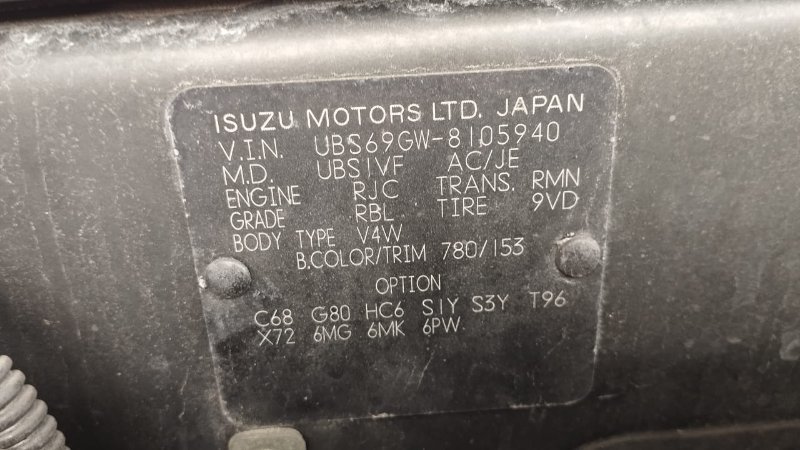 ISUZU MOTORS LTD. JAPAN
V.I.N. UBS69GW-8105940
M.D. UBS1VF AC/JE
ENGINE RJC TRANS. RMN
GRADE RBL TIRE 9VD
BODY TYPE V4W
B.COLOR/TRIM 780/153
OPTION
C68 G80 HC6 S1Y S3Y T96
X72 6MG 6MK 6PW